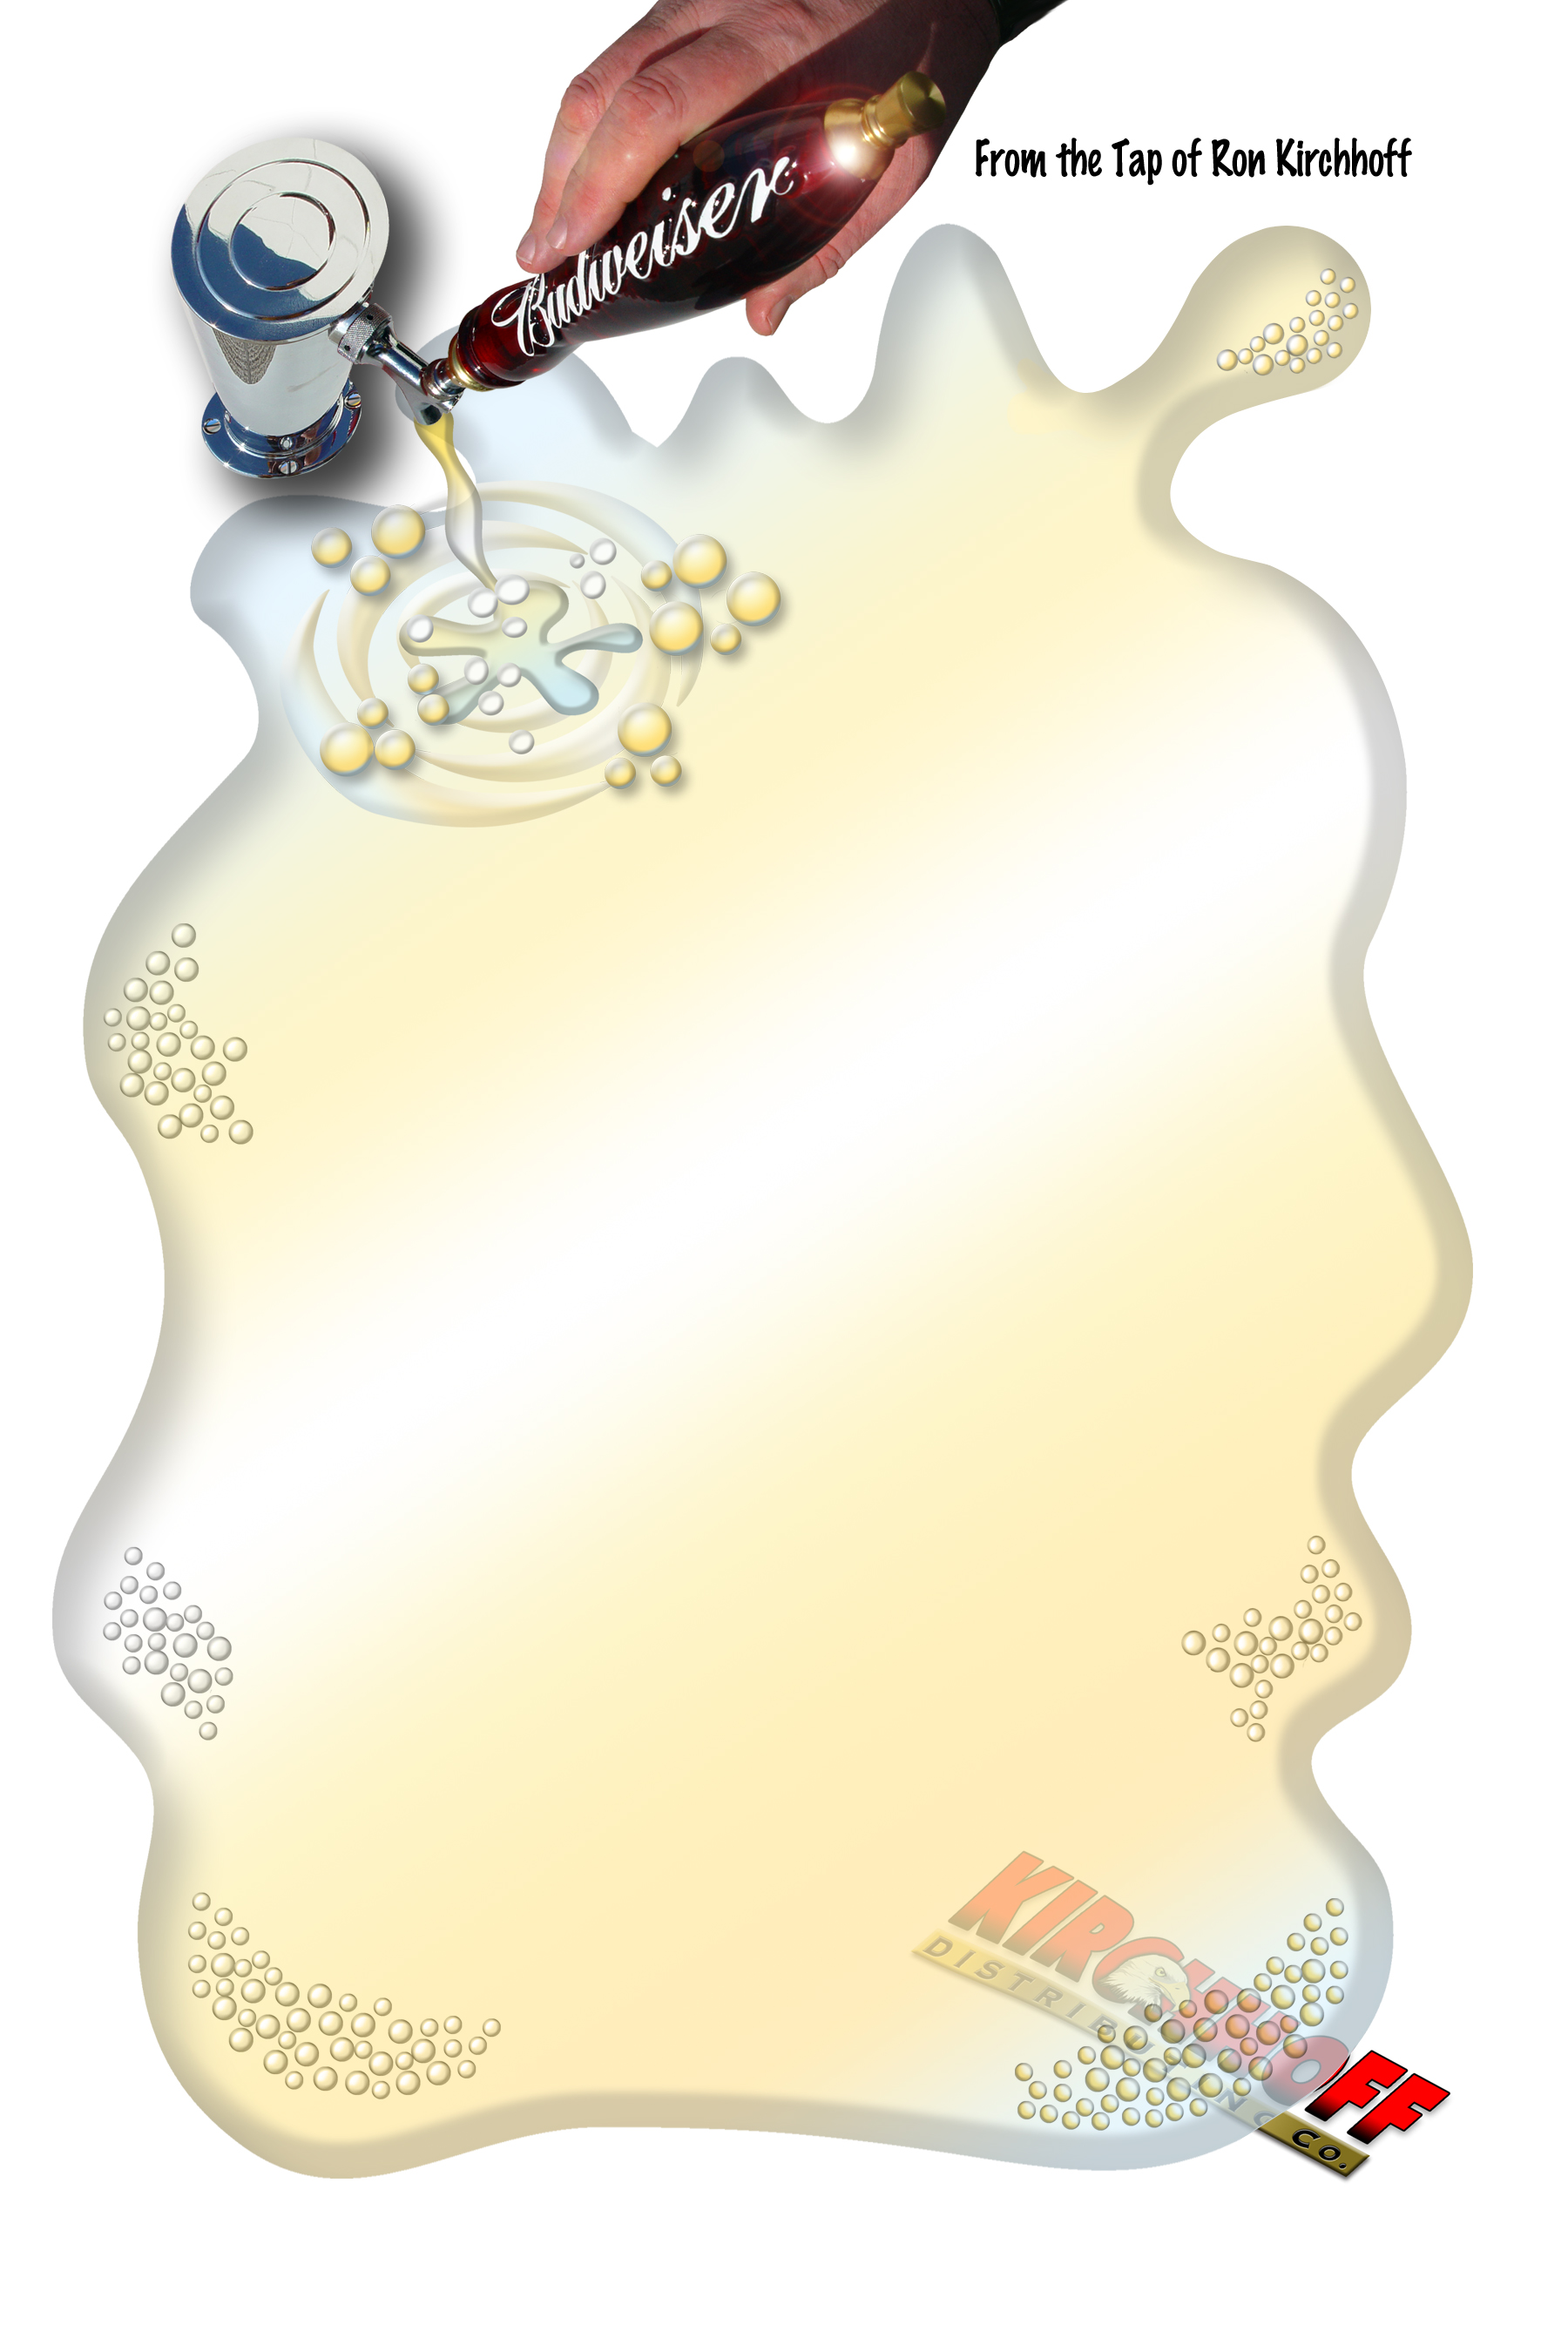 From the Tap of Ron Kirchhoff
Budweiser
KIRCHHOFF
DISTRIBUTING CO.